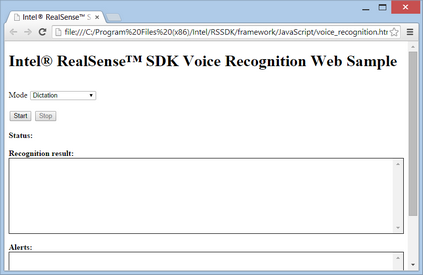 Intel® RealSense™ S
file:///C:/Program%20Files%20(x86)/Intel/RSSDK/framework/JavaScript/voice_recognition.htm
Intel® RealSense™ SDK Voice Recognition Web Sample
Mode Dictation
Start Stop
Status:
Recognition result:
Alerts: